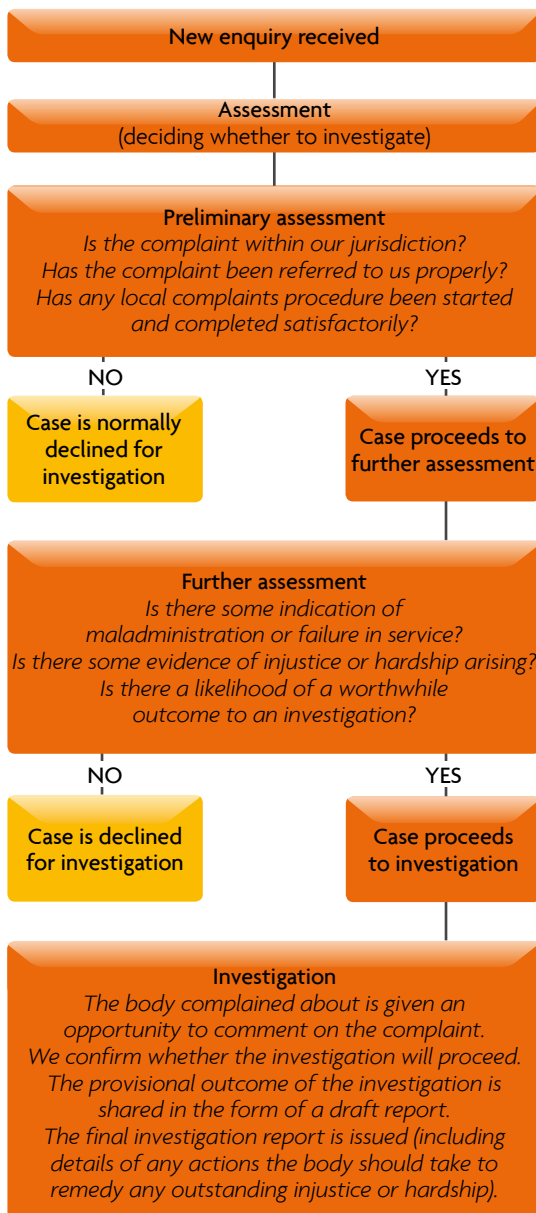 New enquiry received
Assessment
(deciding whether to investigate)
Preliminary assessment
Is the complaint within our jurisdiction?
Has the complaint been referred to us properly?
Has any local complaints procedure been started
and completed satisfactorily?
NO
YES
Case is normally
declined for
investigation
Case proceeds to
further assessment
Further assessment
Is there some indication of
maladministration or failure in service?
Is there some evidence of injustice or hardship arising?
Is there a likelihood of a worthwhile
outcome to an investigation?
NO
YES
Case is declined
for investigation
Case proceeds
to investigation
Investigation
The body complained about is given an
opportunity to comment on the complaint.
We confirm whether the investigation will proceed.
The provisional outcome of the investigation is
shared in the form of a draft report.
The final investigation report is issued (including
details of any actions the body should take to
remedy any outstanding injustice or hardship).